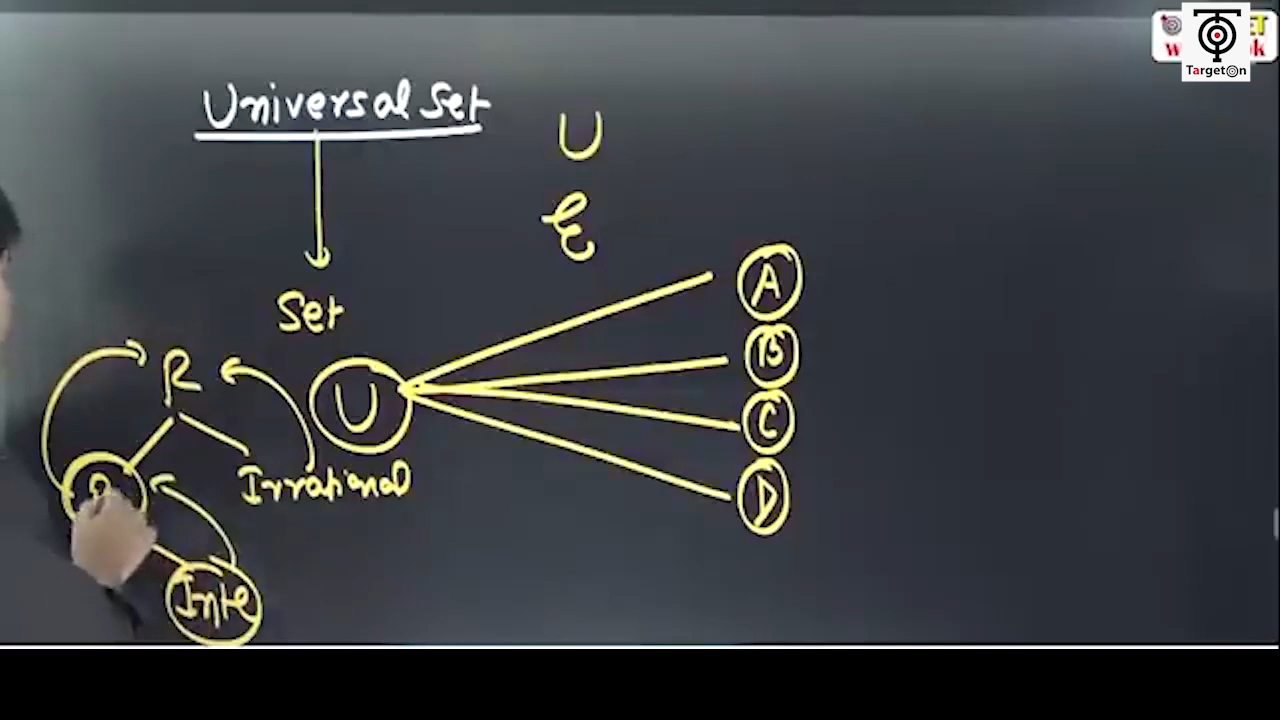 Universal Set
U
ξ
Set
A
B
C
D
U
R
Irrational
Inte
TargetOn